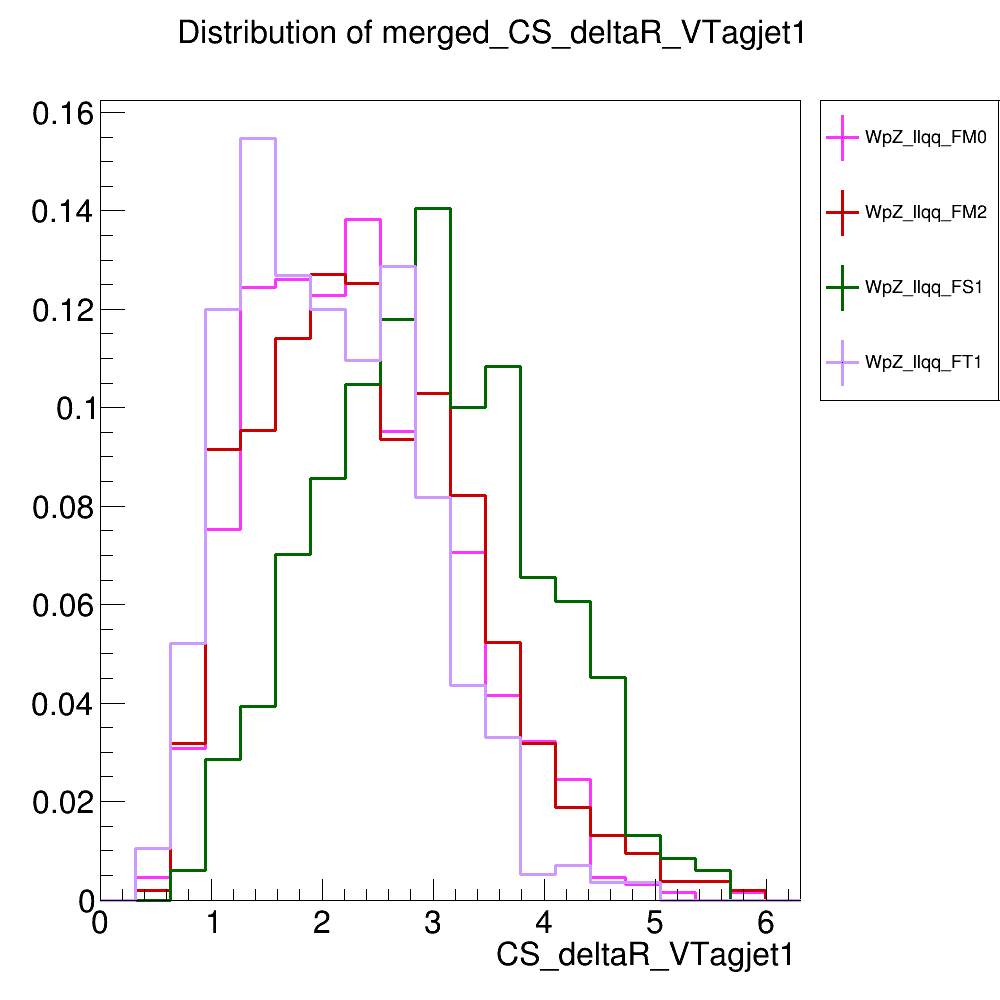 Distribution of merged_CS_deltaR_VTagjet1
0.16
0.14
0.12
0.1
0.08
0.06
0.04
0.02
0
0 1 2 3 4 5 6
CS_deltaR_VTagjet1
WpZ_llqq_FM0
WpZ_llqq_FM2
WpZ_llqq_FS1
WpZ_llqq_FT1